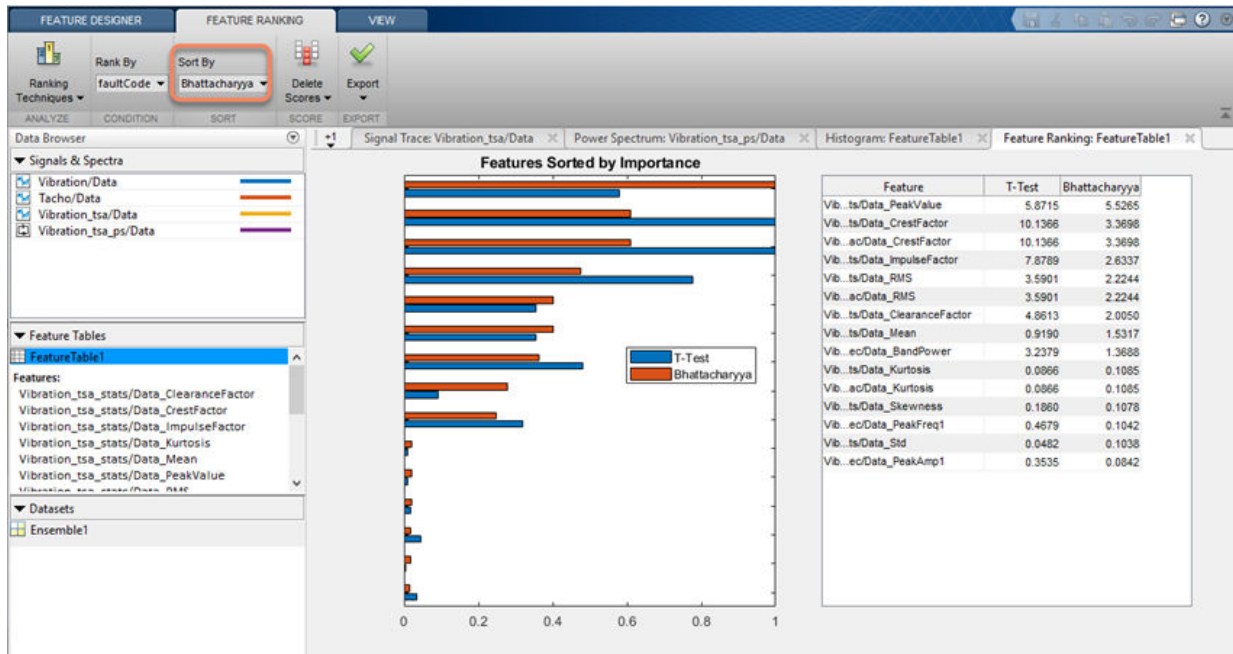 FEATURE DESIGNER FEATURE RANKING VIEW
Ranking Techniques
Rank By
faultCode
Sort By
Bhattacharyya
Delete Scores
Export
ANALYZE CONDITION SORT SCORE EXPORT
Data Browser
Signals & Spectra
Vibration/Data
Tacho/Data
Vibration_tsa/Data
Vibration_tsa_ps/Data
Feature Tables
FeatureTable1
Features:
Vibration_tsa_stats/Data_ClearanceFactor
Vibration_tsa_stats/Data_CrestFactor
Vibration_tsa_stats/Data_ImpulseFactor
Vibration_tsa_stats/Data_Kurtosis
Vibration_tsa_stats/Data_Mean
Vibration_tsa_stats/Data_PeakValue
Vibration_tsa_stats/Data_RMS
Datasets
Ensemble1
+1 Signal Trace: Vibration_tsa/Data Power Spectrum: Vibration_tsa_ps/Data Histogram: FeatureTable1 Feature Ranking: FeatureTable1
Features Sorted by Importance
T-Test
Bhattacharyya
0 0.2 0.4 0.6 0.8 1
Feature T-Test Bhattacharyya
Vib...ts/Data_PeakValue 5.8715 5.5265
Vib...ts/Data_CrestFactor 10.1366 3.3698
Vib...ac/Data_CrestFactor 10.1366 3.3698
Vib...ts/Data_ImpulseFactor 7.8789 2.6337
Vib...ts/Data_RMS 3.5901 2.2244
Vib...ac/Data_RMS 3.5901 2.2244
Vib...ts/Data_ClearanceFactor 4.8613 2.0050
Vib...ts/Data_Mean 0.9190 1.5317
Vib...ec/Data_BandPower 3.2379 1.3688
Vib...ts/Data_Kurtosis 0.0866 0.1085
Vib...ac/Data_Kurtosis 0.0866 0.1085
Vib...ts/Data_Skewness 0.1860 0.1078
Vib...ec/Data_PeakFreq1 0.4679 0.1042
Vib...ts/Data_Std 0.0482 0.1038
Vib...ec/Data_PeakAmp1 0.3535 0.0842